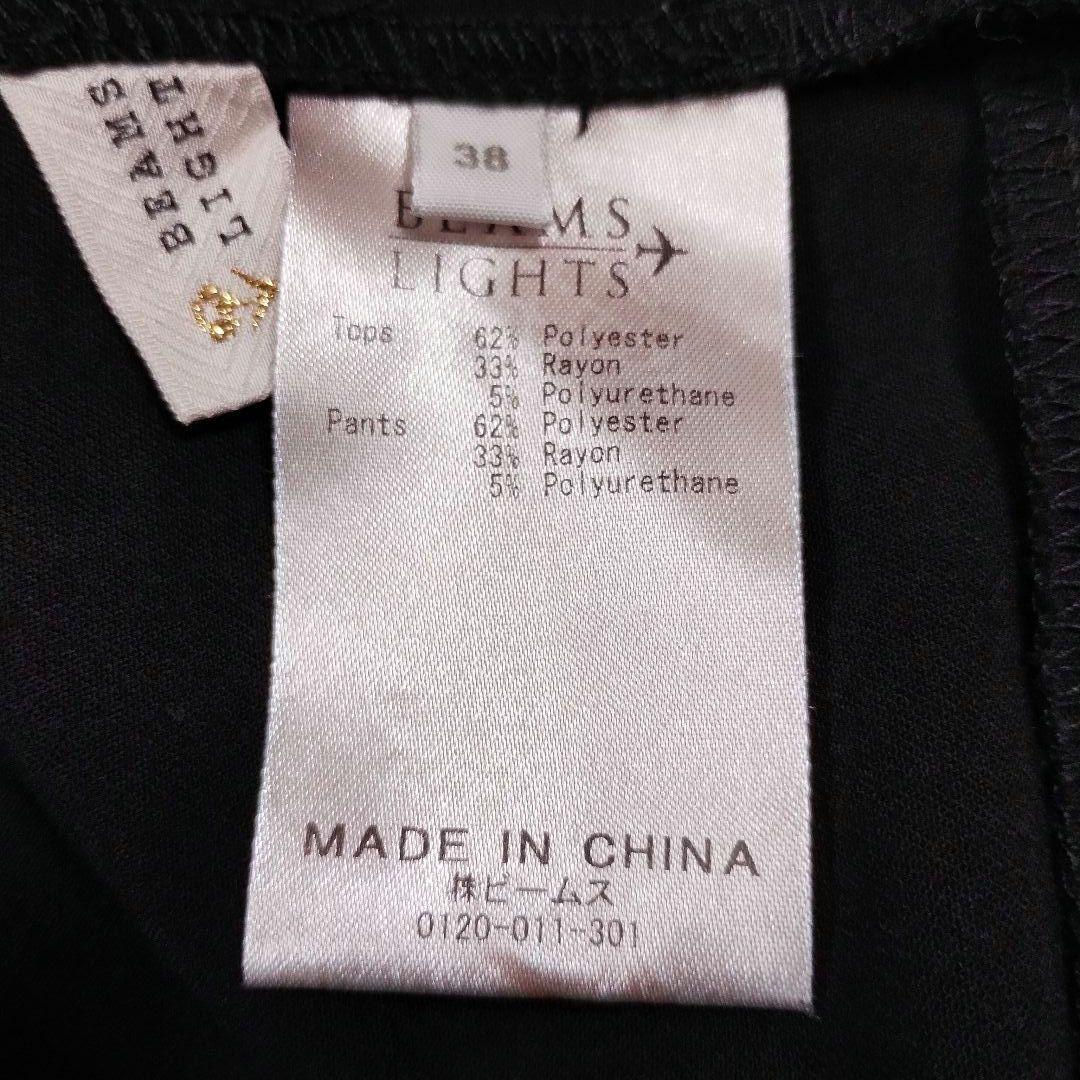 BEAMS
LIGHT
38
BEAMS
LIGHTS
Tops 62% Polyester
33% Rayon
5% Polyurethane
Pants 62% Polyester
33% Rayon
5% Polyurethane
MADE IN CHINA
㈱ビームス
0120-011-301